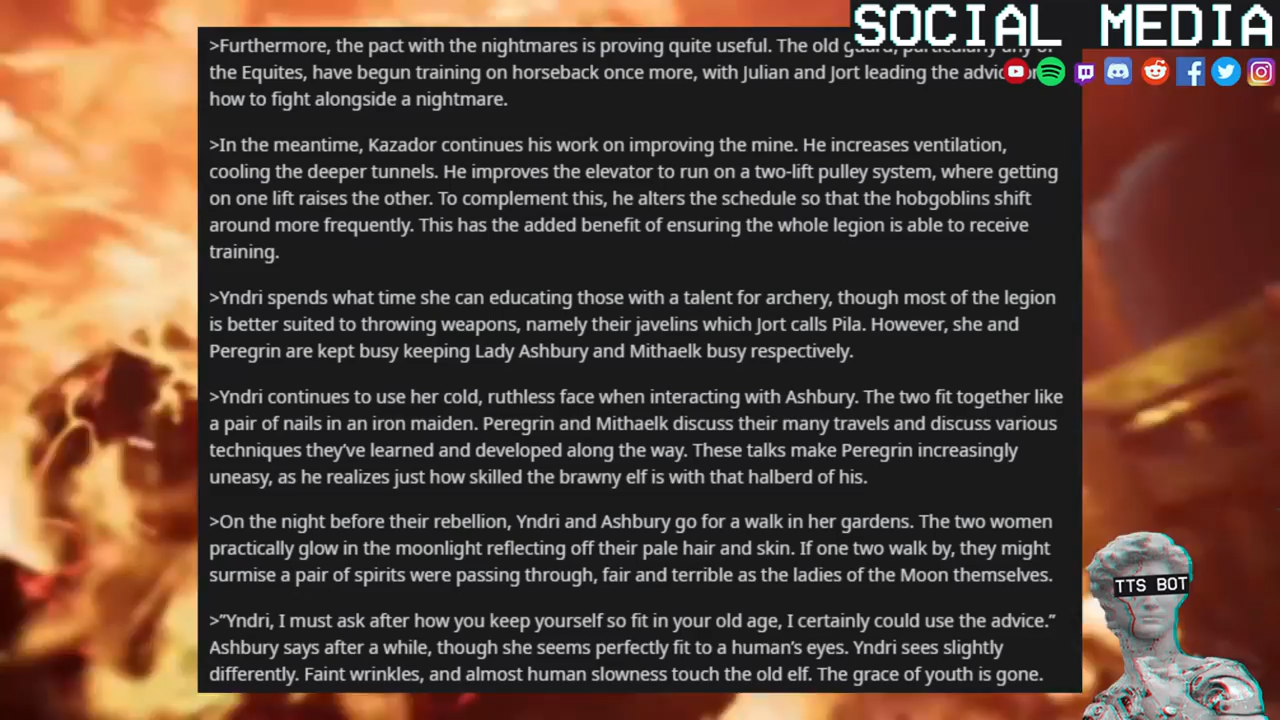 SOCIAL MEDIA
>Furthermore, the pact with the nightmares is proving quite useful. The old guard, particularly any of
the Equites, have begun training on horseback once more, with Julian and Jort leading the advice on
how to fight alongside a nightmare.
>In the meantime, Kazador continues his work on improving the mine. He increases ventilation,
cooling the deeper tunnels. He improves the elevator to run on a two-lift pulley system, where getting
on one lift raises the other. To complement this, he alters the schedule so that the hobgoblins shift
around more frequently. This has the added benefit of ensuring the whole legion is able to receive
training.
>Yndri spends what time she can educating those with a talent for archery, though most of the legion
is better suited to throwing weapons, namely their javelins which Jort calls Pila. However, she and
Peregrin are kept busy keeping Lady Ashbury and Mithaelk busy respectively.
>Yndri continues to use her cold, ruthless face when interacting with Ashbury. The two fit together like
a pair of nails in an iron maiden. Peregrin and Mithaelk discuss their many travels and discuss various
techniques they’ve learned and developed along the way. These talks make Peregrin increasingly
uneasy, as he realizes just how skilled the brawny elf is with that halberd of his.
>On the night before their rebellion, Yndri and Ashbury go for a walk in her gardens. The two women
practically glow in the moonlight reflecting off their pale hair and skin. If one two walk by, they might
surmise a pair of spirits were passing through, fair and terrible as the ladies of the Moon themselves.
>”Yndri, I must ask after how you keep yourself so fit in your old age, I certainly could use the advice.”
Ashbury says after a while, though she seems perfectly fit to a human’s eyes. Yndri sees slightly
differently. Faint wrinkles, and almost human slowness touch the old elf. The grace of youth is gone.
TTS BOT